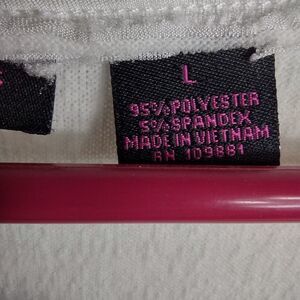 L
95% POLYESTER
5% SPANDEX
MADE IN VIETNAM
RN 109881